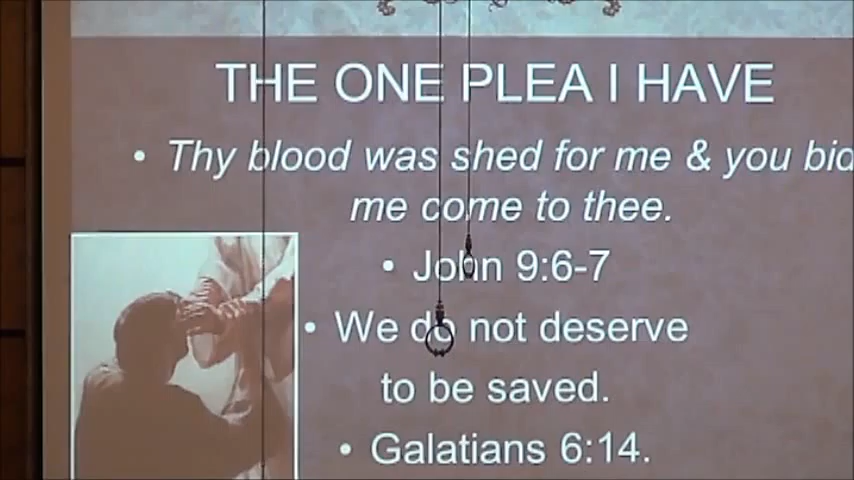 THE ONE PLEA I HAVE
• Thy blood was shed for me & you bid
me come to thee.
• John 9:6-7
• We do not deserve
to be saved.
• Galatians 6:14.